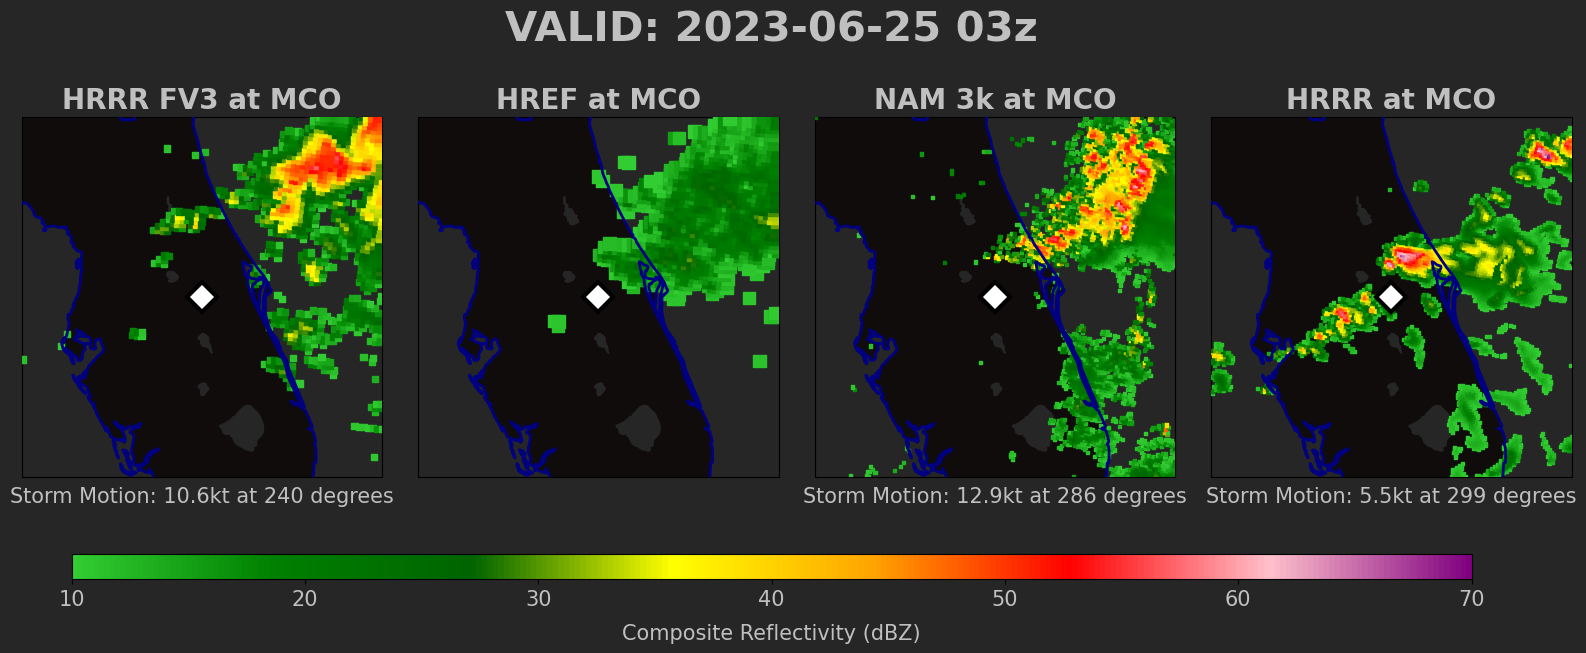 VALID: 2023-06-25 03z
HRRR FV3 at MCO
HREF at MCO
NAM 3k at MCO
HRRR at MCO
Storm Motion: 10.6kt at 240 degrees
Storm Motion: 12.9kt at 286 degrees
Storm Motion: 5.5kt at 299 degrees
10 20 30 40 50 60 70
Composite Reflectivity (dBZ)